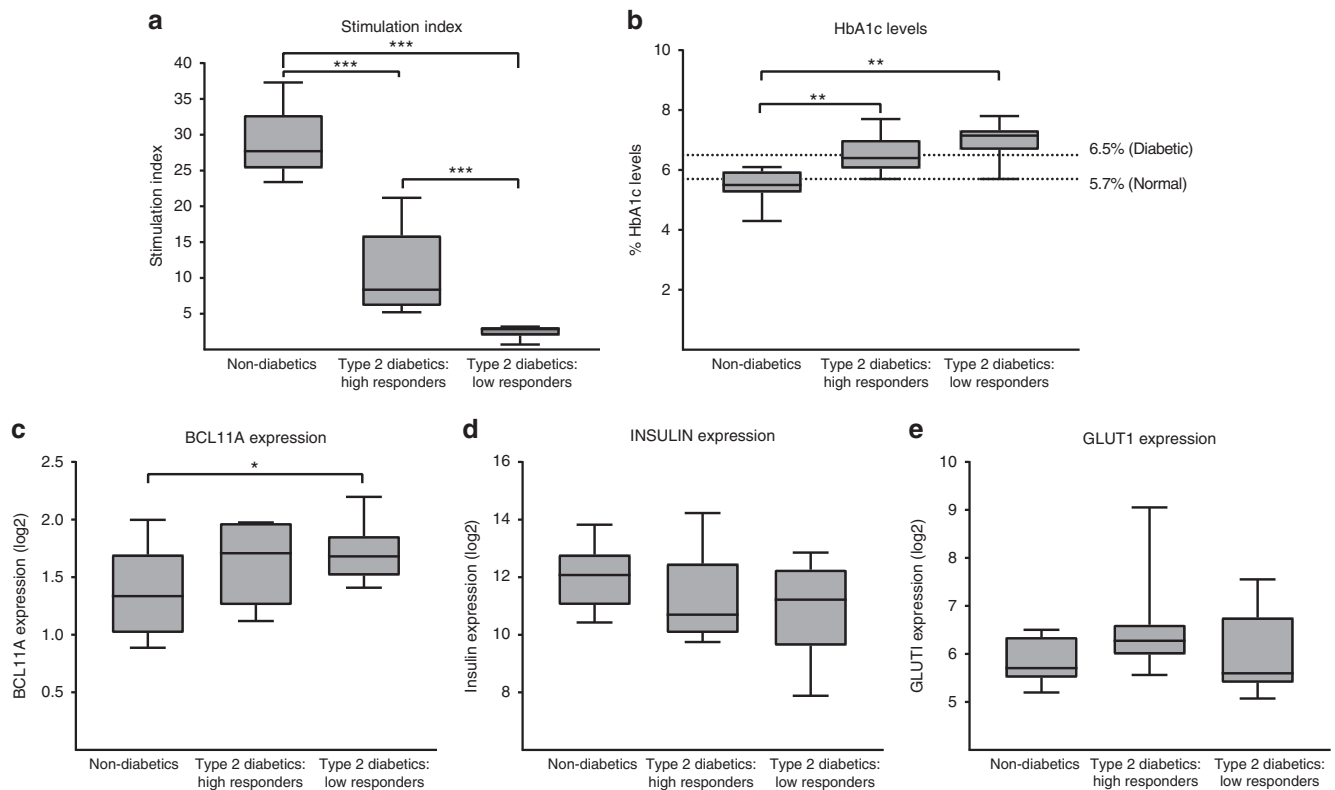 a
Stimulation index
***
***
***
Stimulation index
40
35
30
25
20
15
10
5
Non-diabetics
Type 2 diabetics:
high responders
Type 2 diabetics:
low responders
b
HbA1c levels
**
**
% HbA1c levels
10
8
6
4
2
6.5% (Diabetic)
5.7% (Normal)
Non-diabetics
Type 2 diabetics:
high responders
Type 2 diabetics:
low responders
c
BCL11A expression
*
BCL11A expression (log2)
2.5
2.0
1.5
1.0
0.5
Non-diabetics
Type 2 diabetics:
high responders
Type 2 diabetics:
low responders
d
INSULIN expression
Insulin expression (log2)
16
14
12
10
8
Non-diabetics
Type 2 diabetics:
high responders
Type 2 diabetics:
low responders
e
GLUT1 expression
GLUTI expression (log2)
10
9
8
7
6
5
Non-diabetics
Type 2 diabetics:
high responders
Type 2 diabetics:
low responders